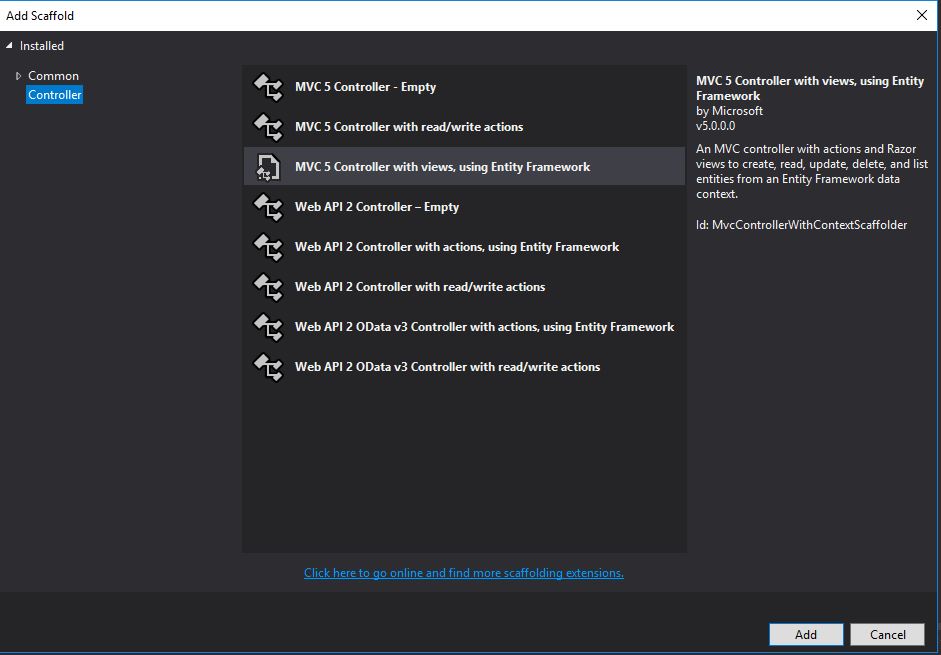 Add Scaffold
Installed
Common
Controller
MVC 5 Controller - Empty
MVC 5 Controller with read/write actions
MVC 5 Controller with views, using Entity Framework
Web API 2 Controller – Empty
Web API 2 Controller with actions, using Entity Framework
Web API 2 Controller with read/write actions
Web API 2 OData v3 Controller with actions, using Entity Framework
Web API 2 OData v3 Controller with read/write actions
MVC 5 Controller with views, using Entity
Framework
by Microsoft
v5.0.0.0
An MVC controller with actions and Razor
views to create, read, update, delete, and list
entities from an Entity Framework data
context.
Id: MvcControllerWithContextScaffolder
Click here to go online and find more scaffolding extensions.
Add
Cancel